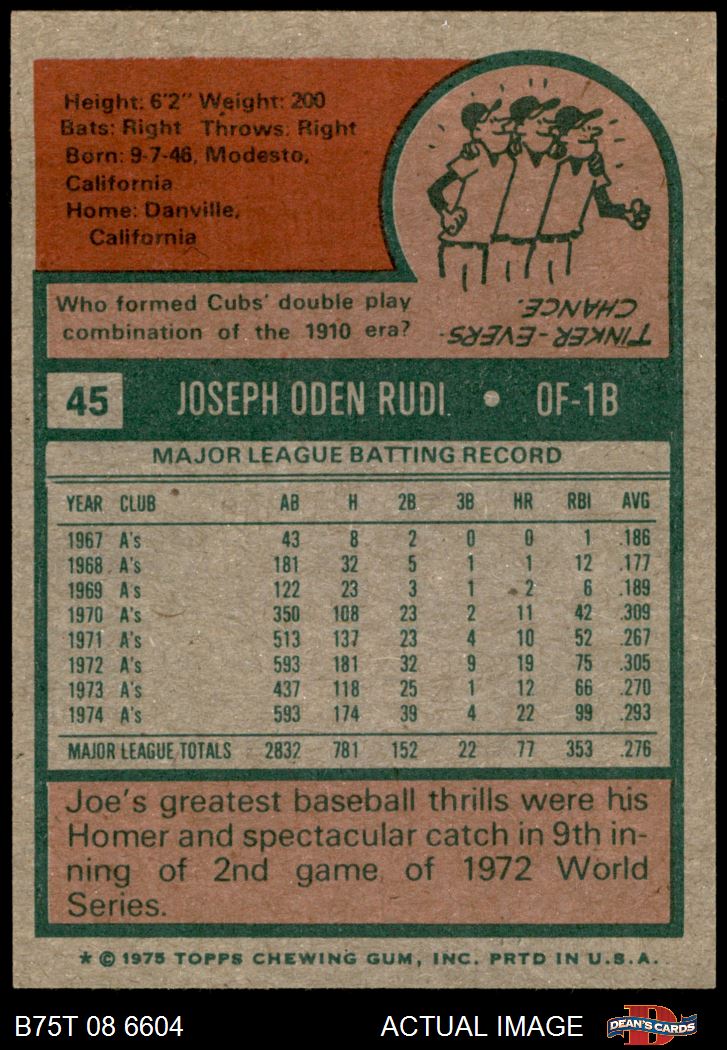 Height: 6'2" Weight: 200
Bats: Right Throws: Right
Born: 9-7-46, Modesto,
California
Home: Danville,
California
Who formed Cubs' double play
combination of the 1910 era?
TINKER-EVERS-
CHANCE.
45 JOSEPH ODEN RUDI • OF-1B
MAJOR LEAGUE BATTING RECORD
YEAR CLUB AB H 2B 3B HR RBI AVG
1967 A's 43 8 2 0 0 1 .186
1968 A's 181 32 5 1 1 12 .177
1969 A's 122 23 3 1 2 6 .189
1970 A's 350 108 23 2 11 42 .309
1971 A's 513 137 23 4 10 52 .267
1972 A's 593 181 32 9 19 75 .305
1973 A's 437 118 25 1 12 66 .270
1974 A's 593 174 39 4 22 99 .293
MAJOR LEAGUE TOTALS 2832 781 152 22 77 353 .276
Joe's greatest baseball thrills were his
Homer and spectacular catch in 9th in-
ning of 2nd game of 1972 World
Series.
* © 1975 TOPPS CHEWING GUM, INC. PRTD IN U.S.A.
B75T 08 6604 ACTUAL IMAGE DEAN'S CARDS